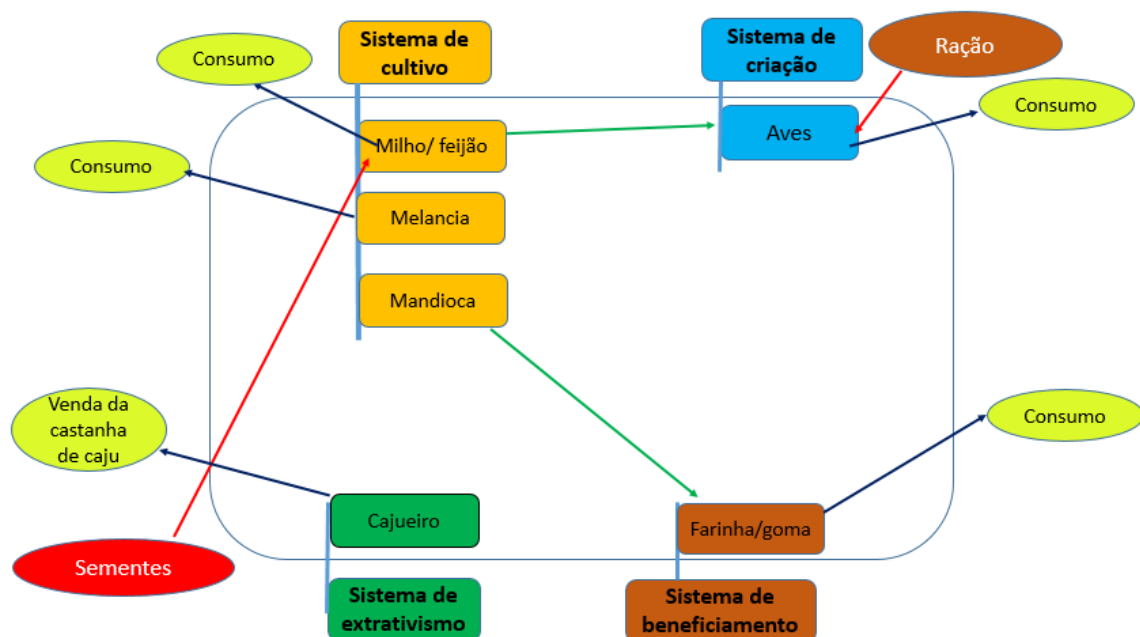 Sistema de
cultivo
Sistema de
criação
Ração
Consumo
Consumo
Milho/ feijão
Aves
Consumo
Melancia
Mandioca
Venda da
castanha
de caju
Consumo
Cajueiro
Farinha/goma
Sementes
Sistema de
extrativismo
Sistema de
beneficiamento